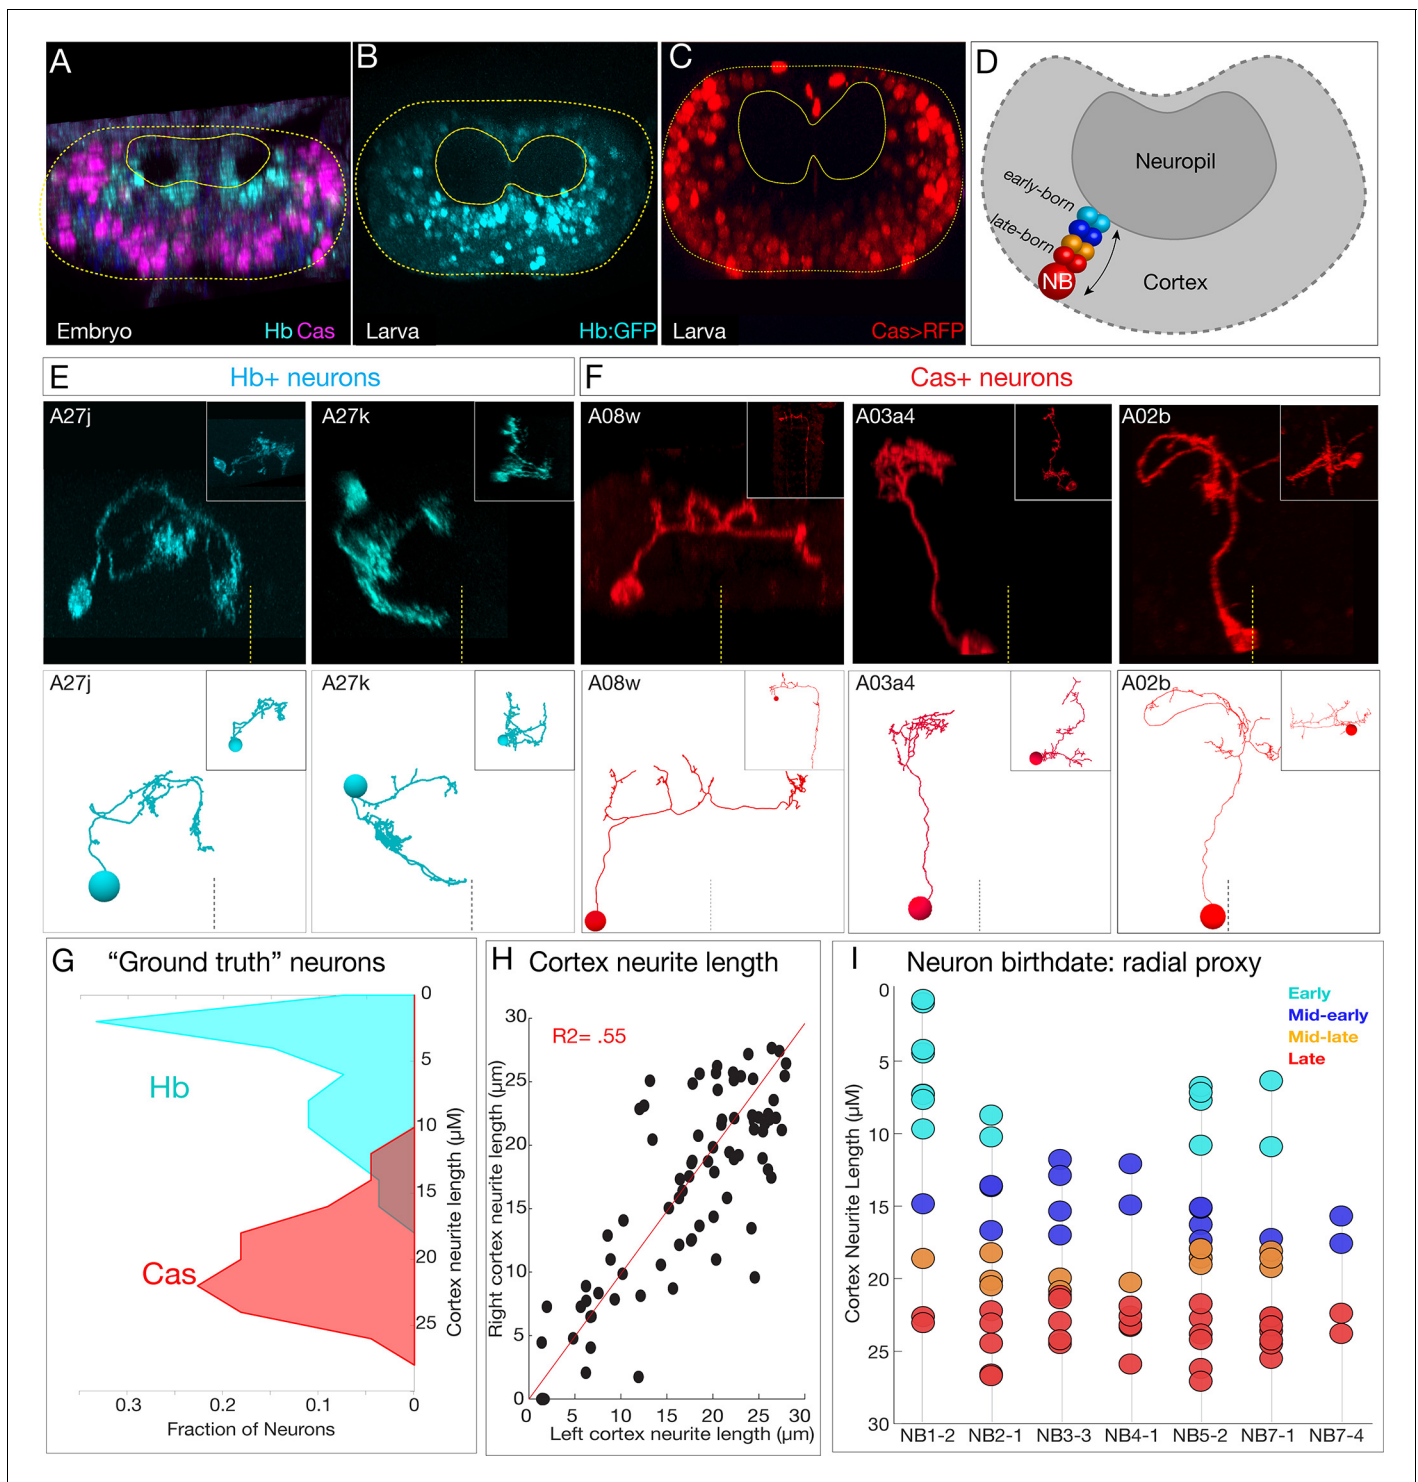 A
Embryo
Hb Cas
B
Larva
Hb:GFP
C
Larva
Cas>RFP
D
Neuropil
early-born
late-born
NB
Cortex
E
Hb+ neurons
F
Cas+ neurons
A27j
A27k
A08w
A03a4
A02b
A27j
A27k
A08w
A03a4
A02b
G
"Ground truth" neurons
Hb
Cas
0
5
10
15
20
25
Cortex neurite length (µM)
0.3
0.2
0.1
0
Fraction of Neurons
H
Cortex neurite length
R2= .55
30
25
20
15
10
5
0
Right cortex neurite length (µm)
0
5
10
15
20
25
30
Left cortex neurite length (µm)
I
Neuron birthdate: radial proxy
Early
Mid-early
Mid-late
Late
0
5
10
15
20
25
30
Cortex Neurite Length (µM)
NB1-2
NB2-1
NB3-3
NB4-1
NB5-2
NB7-1
NB7-4